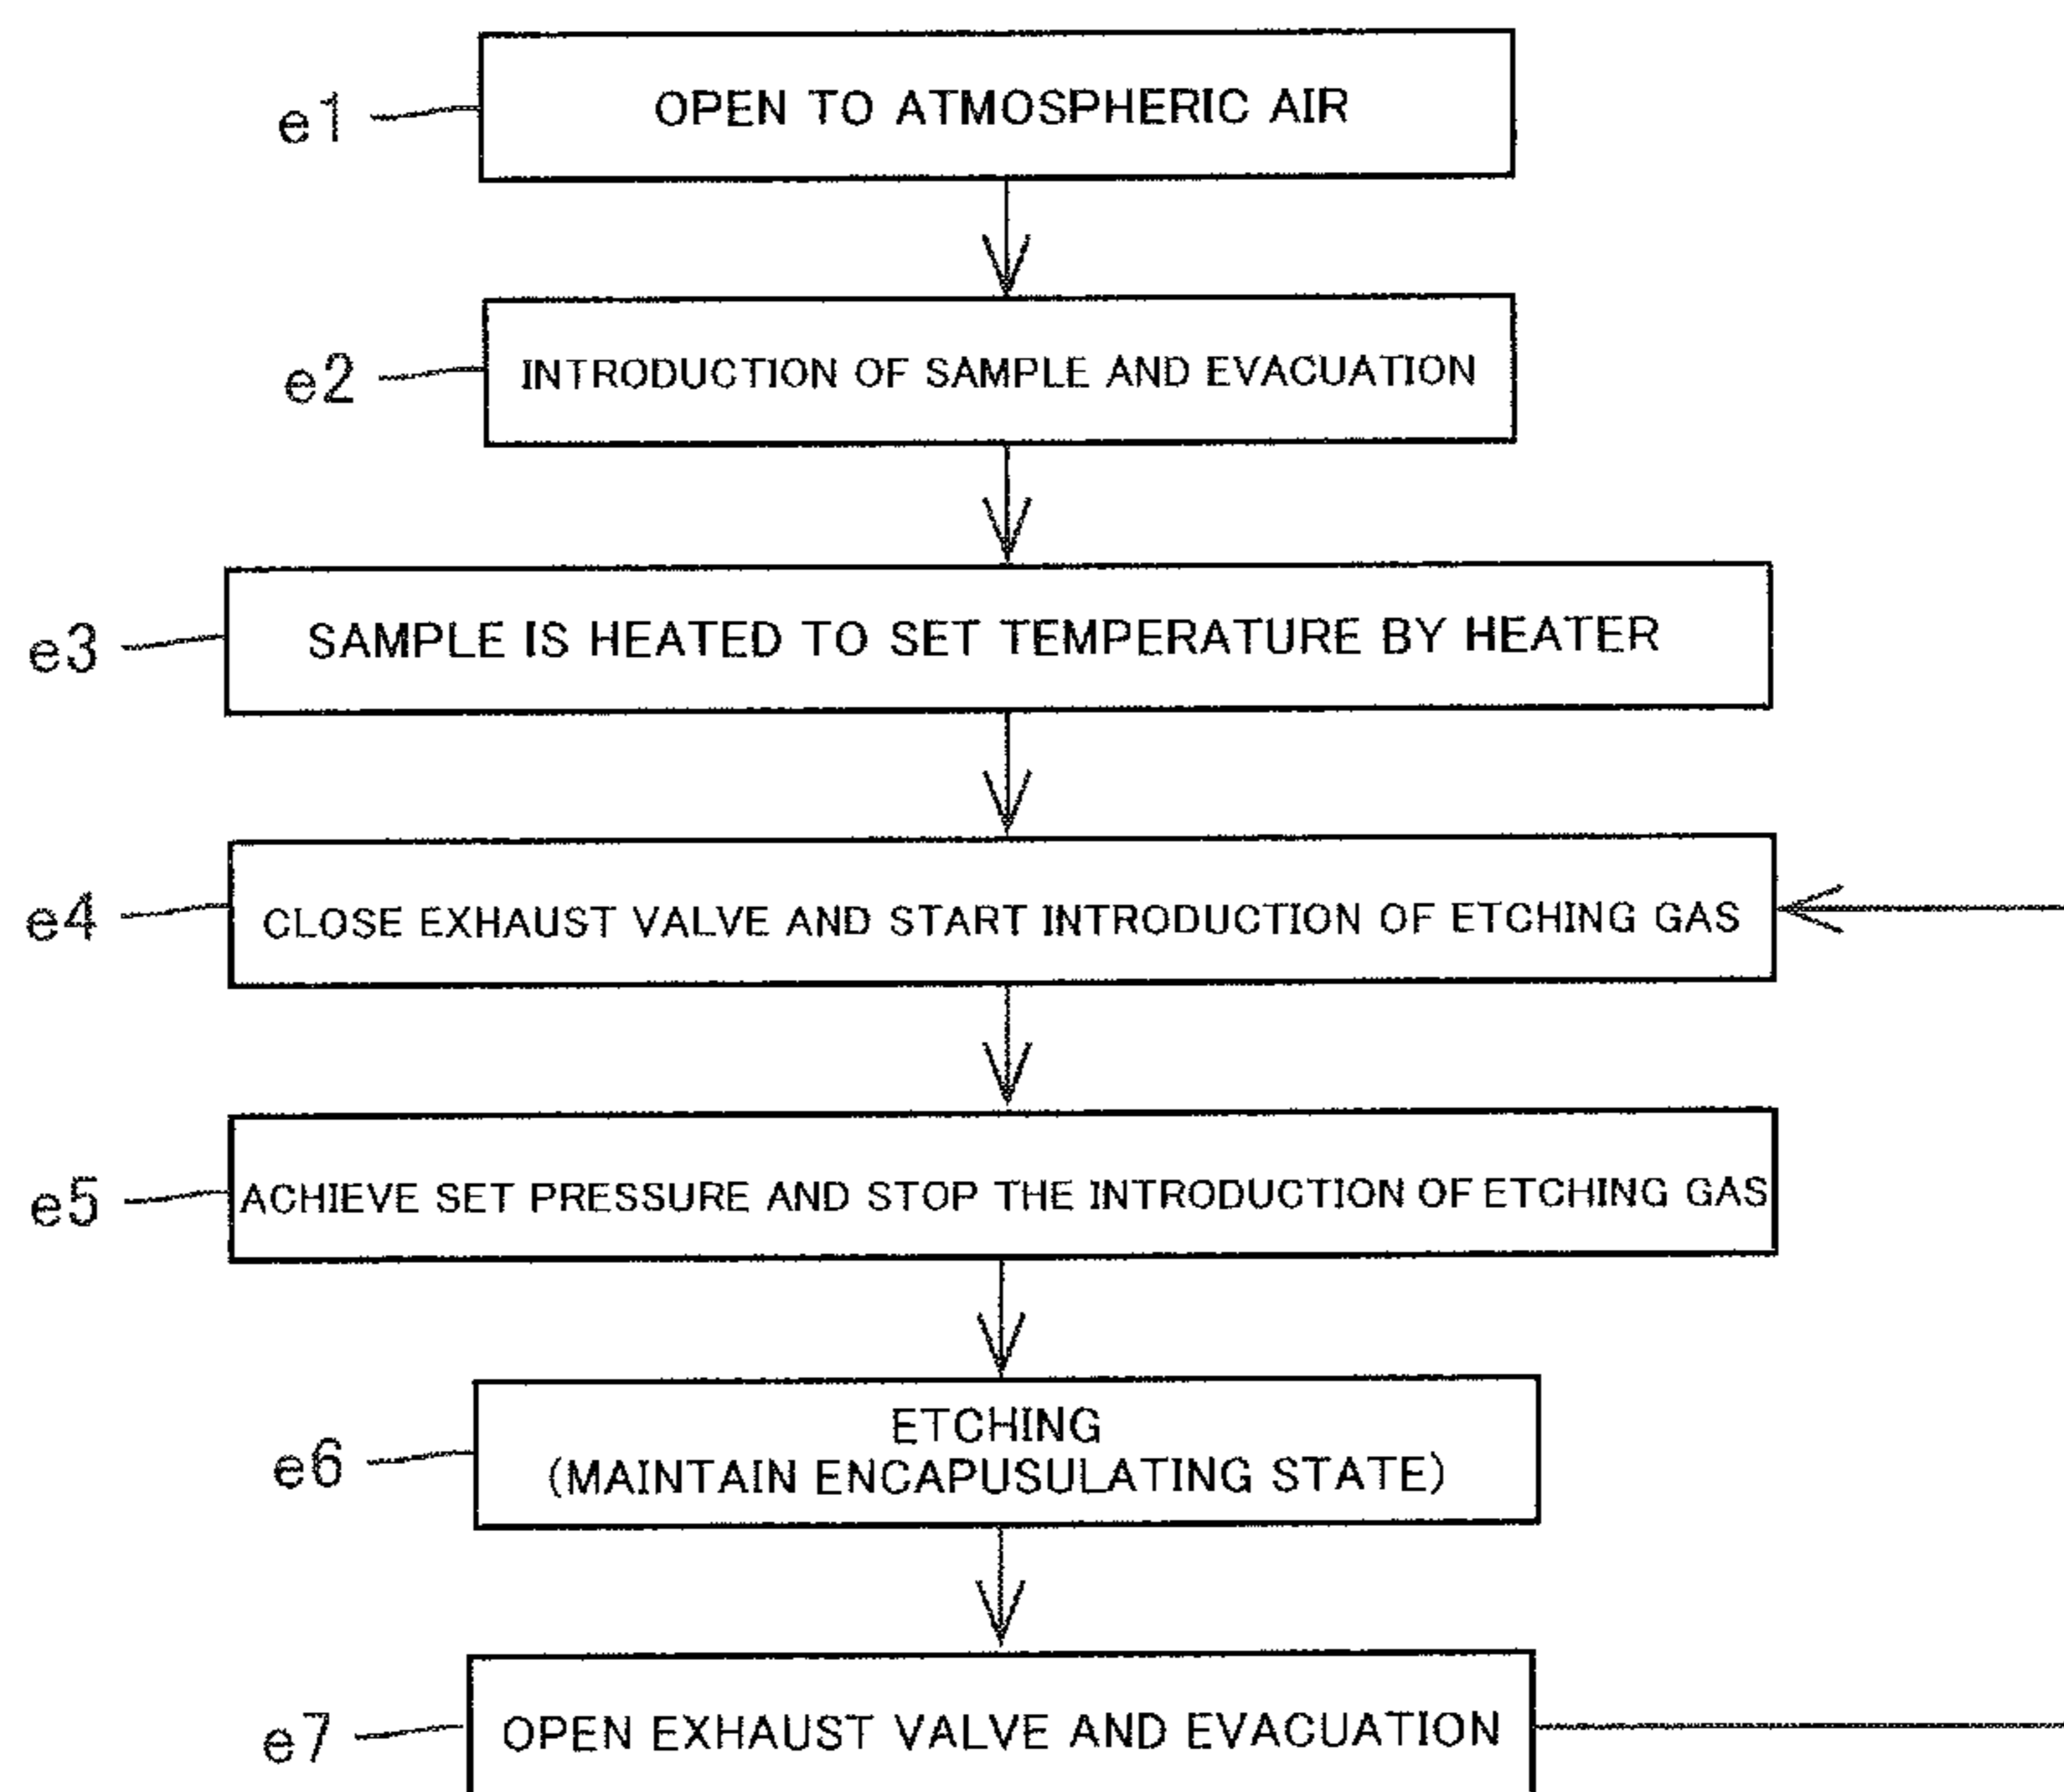 e1
OPEN TO ATMOSPHERIC AIR
e2
INTRODUCTION OF SAMPLE AND EVACUATION
e3
SAMPLE IS HEATED TO SET TEMPERATURE BY HEATER
e4
CLOSE EXHAUST VALVE AND START INTRODUCTION OF ETCHING GAS
e5
ACHIEVE SET PRESSURE AND STOP THE INTRODUCTION OF ETCHING GAS
e6
ETCHING
(MAINTAIN ENCAPUSULATING STATE)
e7
OPEN EXHAUST VALVE AND EVACUATION